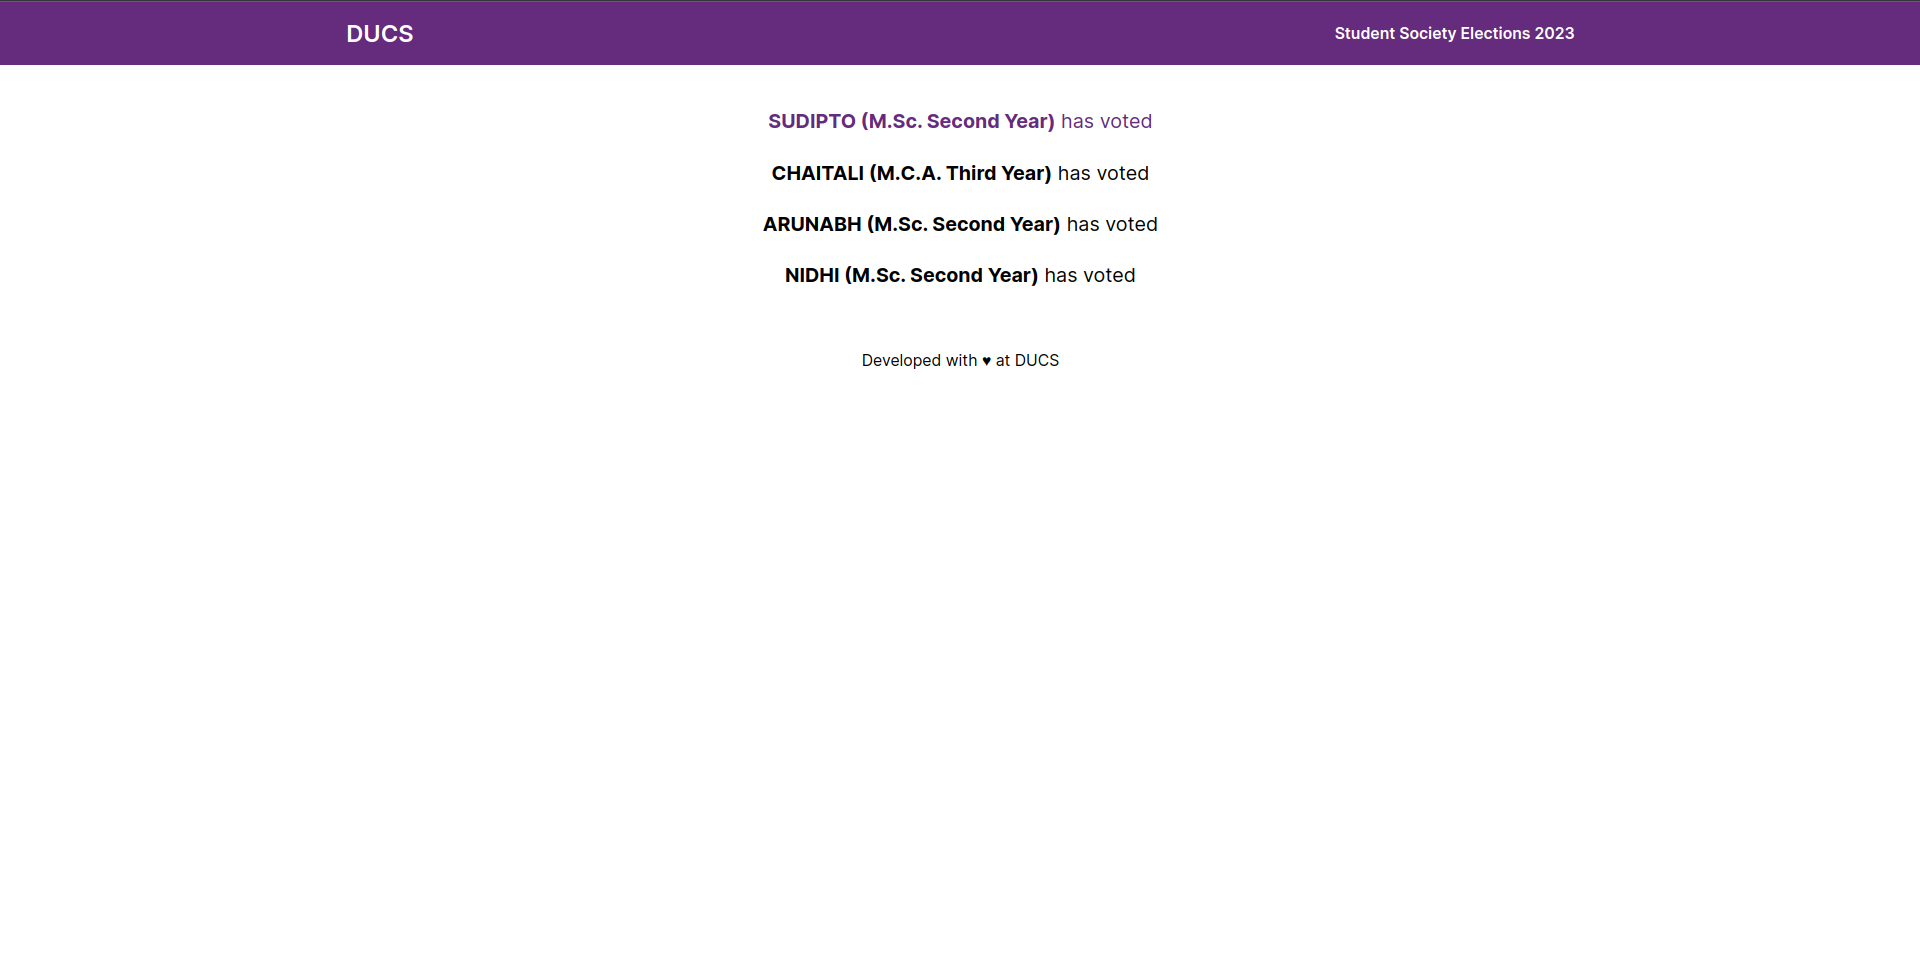 DUCS
Student Society Elections 2023
SUDIPTO (M.Sc. Second Year) has voted
CHAITALI (M.C.A. Third Year) has voted
ARUNABH (M.Sc. Second Year) has voted
NIDHI (M.Sc. Second Year) has voted
Developed with ♥ at DUCS